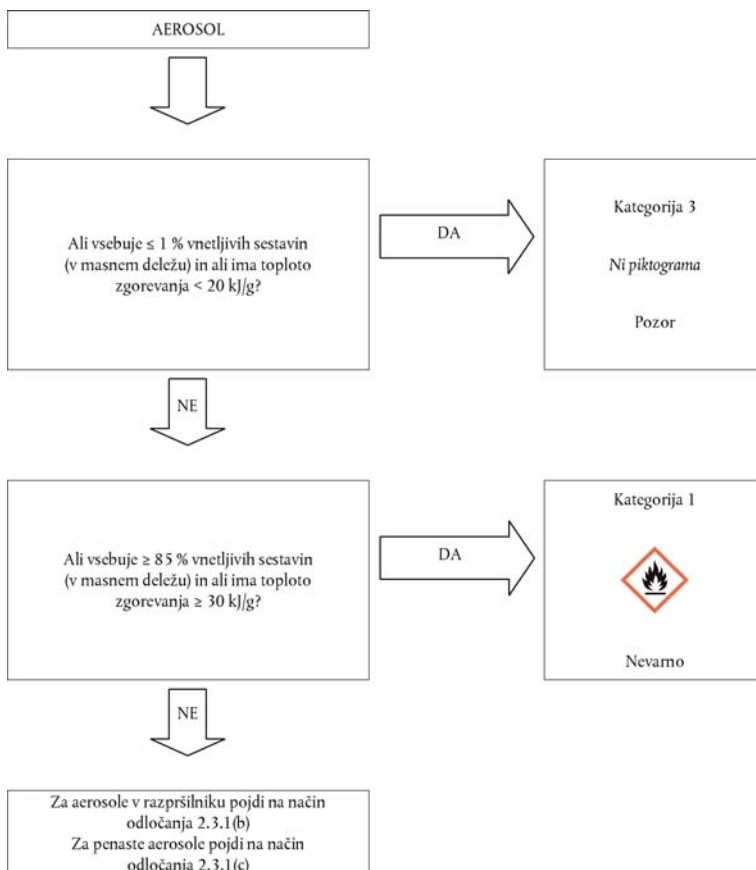 AEROSOL
Ali vsebuje ≤ 1 % vnetljivih sestavin
(v masnem deležu) in ali ima toploto
zgorevanja < 20 kJ/g?
DA
Kategorija 3
Ni piktograma
Pozor
NE
Ali vsebuje ≥ 85 % vnetljivih sestavin
(v masnem deležu) in ali ima toploto
zgorevanja ≥ 30 kJ/g?
DA
Kategorija 1
Nevarno
NE
Za aerosole v razpršilniku pojdi na način
odločanja 2.3.1(b)
Za penaste aerosole pojdi na način
odločanja 2.3.1(c)